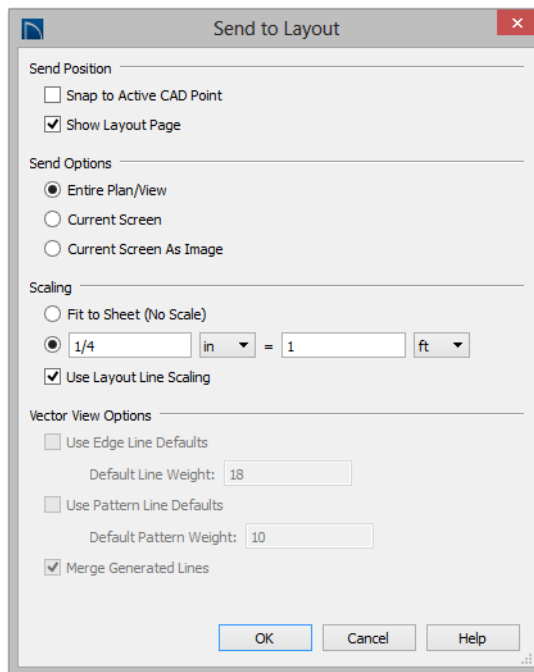 Send to Layout
Send Position
Snap to Active CAD Point
Show Layout Page
Send Options
Entire Plan/View
Current Screen
Current Screen As Image
Scaling
Fit to Sheet (No Scale)
1/4 in = 1 ft
Use Layout Line Scaling
Vector View Options
Use Edge Line Defaults
Default Line Weight: 18
Use Pattern Line Defaults
Default Pattern Weight: 10
Merge Generated Lines
OK Cancel Help